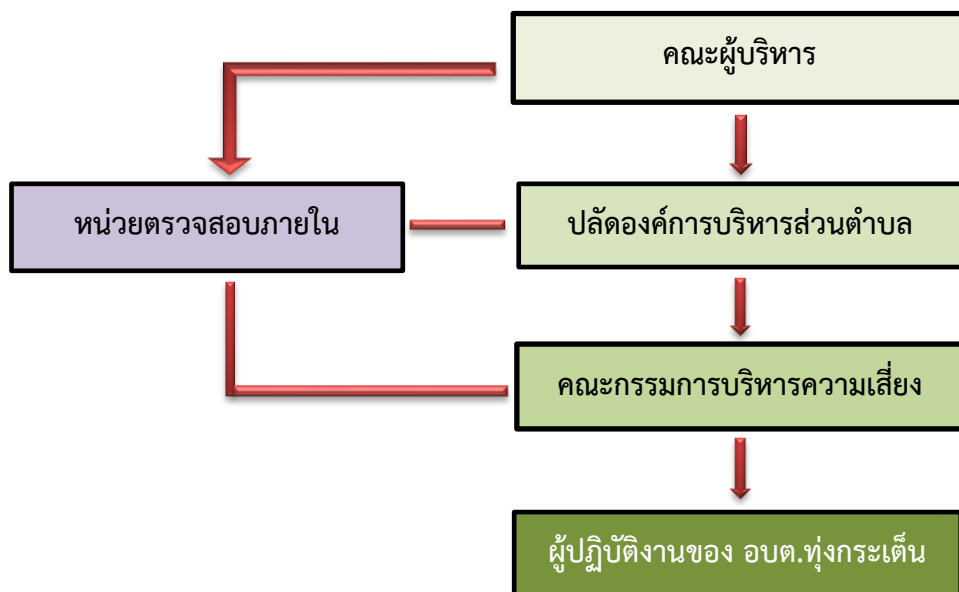 คณะผู้บริหาร
หน่วยตรวจสอบภายใน
ปลัดองค์การบริหารส่วนตำบล
คณะกรรมการบริหารความเสี่ยง
ผู้ปฏิบัติงานของ อบต.ทุ่งกระเต็น